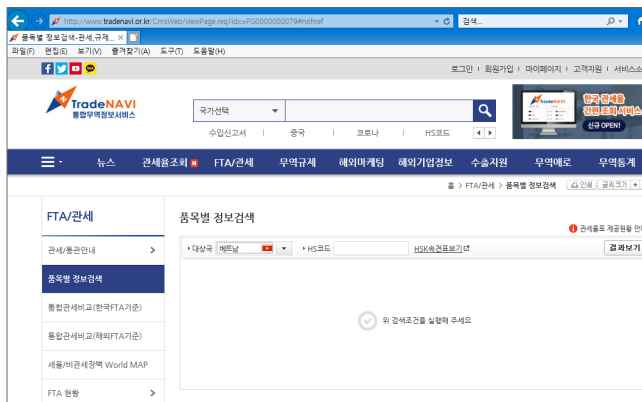 http://www.tradenavi.or.kr/CmsWeb/viewPage.req?idx=PG0000000079#nohref
검색...
품목별 정보검색-관세,규제... ×
파일(F) 편집(E) 보기(V) 즐겨찾기(A) 도구(T) 도움말(H)
로그인 | 회원가입 | 마이페이지 | 고객지원 | 서비스소
TradeNAVI
통합무역정보서비스
국가선택
수입신고서 | 중국 | 코로나 | HS코드
TradeNAVI
한국 관세율
간편 조회 서비스
신규 OPEN!
뉴스 관세율조회 N FTA/관세 무역규제 해외마케팅 해외기업정보 수출지원 무역애로 무역통계
홈 > FTA/관세 > 품목별 정보검색 인쇄 글씨크기 +
FTA/관세
품목별 정보검색
관세율표 제공현황 안
관세/통관안내 >
대상국 베트남 HS코드 HSK속견표보기 결과보기
품목별 정보검색
통합관세비교(한국FTA기준)
위 검색조건을 실행해 주세요
통합관세비교(해외FTA기준)
세율/비관세장벽 World MAP
FTA 현황 >